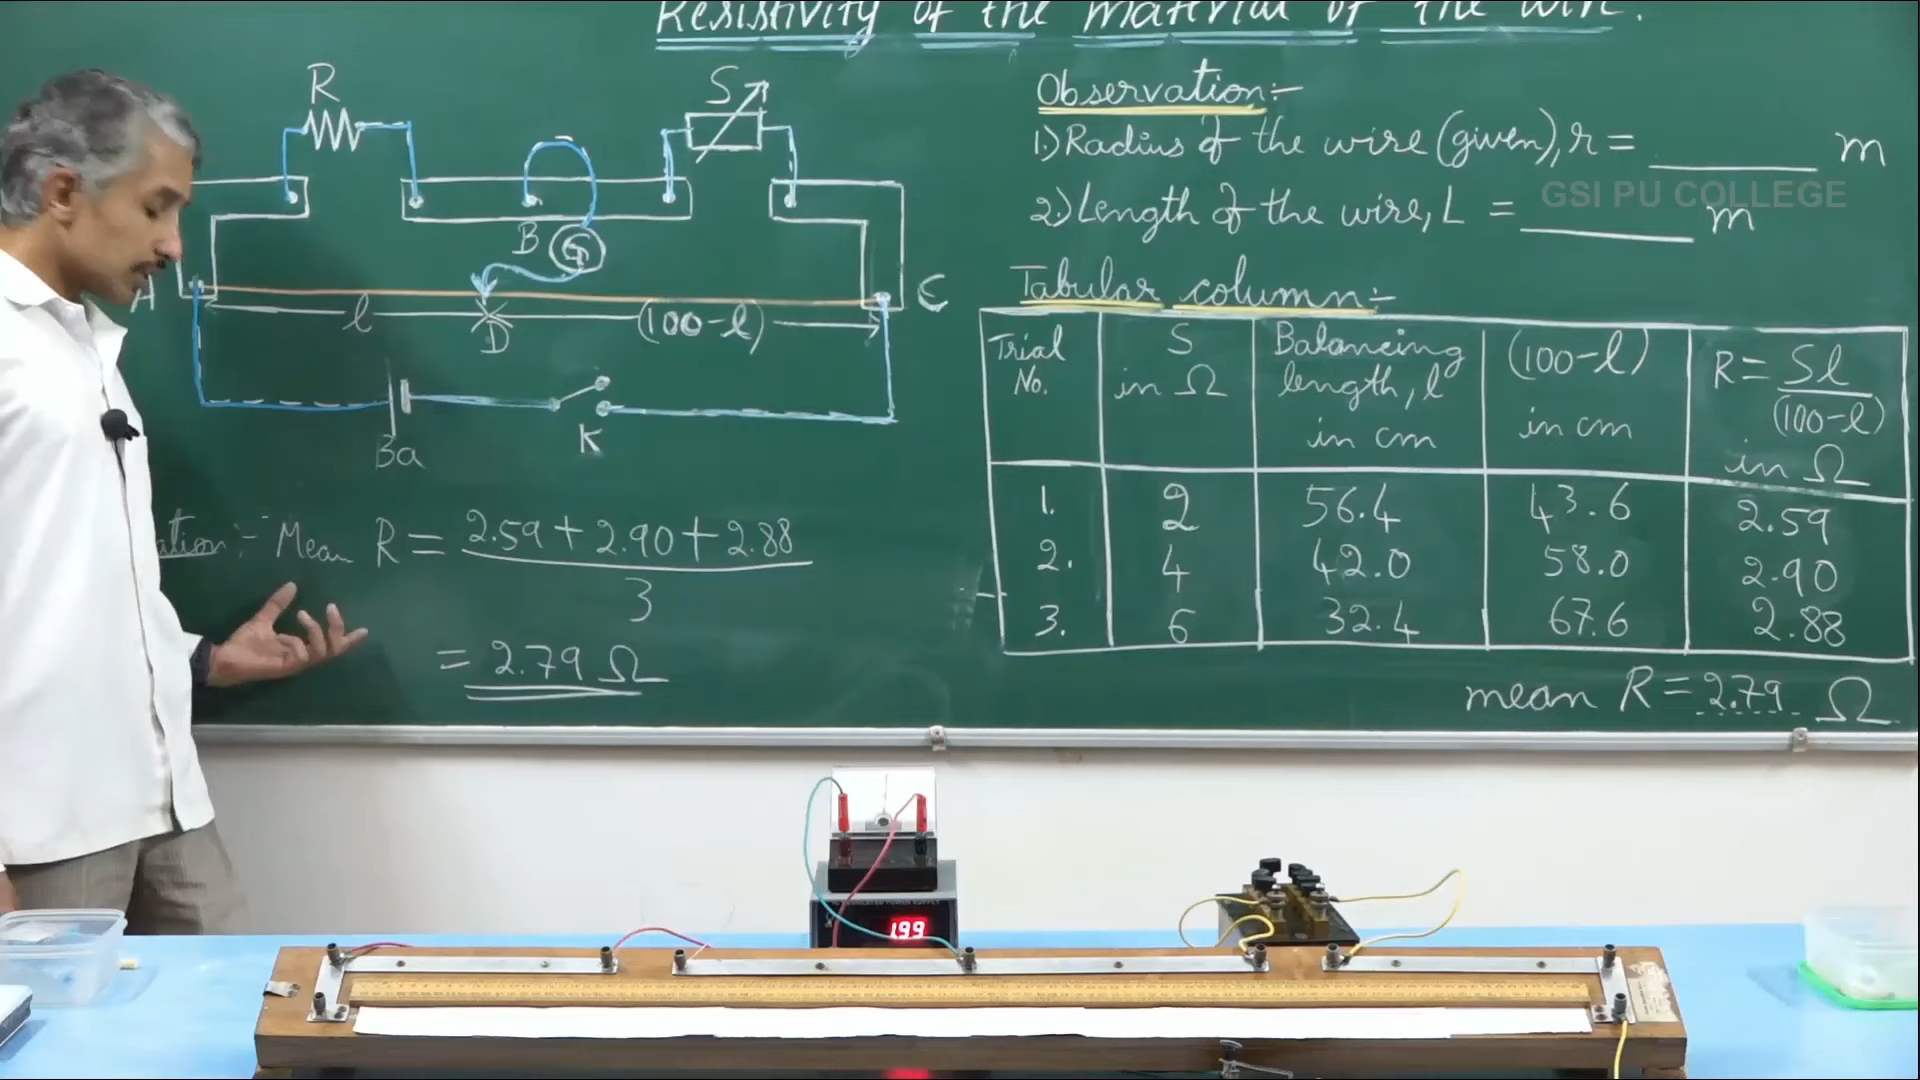 Resistivity of the material of the wire.
R
S
B
G
A
C
l
D
(100-l)
Ba
K
ation:- Mean R = 2.59 + 2.90 + 2.88
3
= 2.79 Ω
Observation:-
1.) Radius of the wire (given), r = ______ m
GSI PU COLLEGE
2.) Length of the wire, L = ______ m
Tabular column:-
Trial No. S in Ω Balancing length, l in cm (100-l) in cm R = Sl/(100-l) in Ω
1. 2 56.4 43.6 2.59
2. 4 42.0 58.0 2.90
3. 6 32.4 67.6 2.88
mean R = 2.79 Ω
1.99